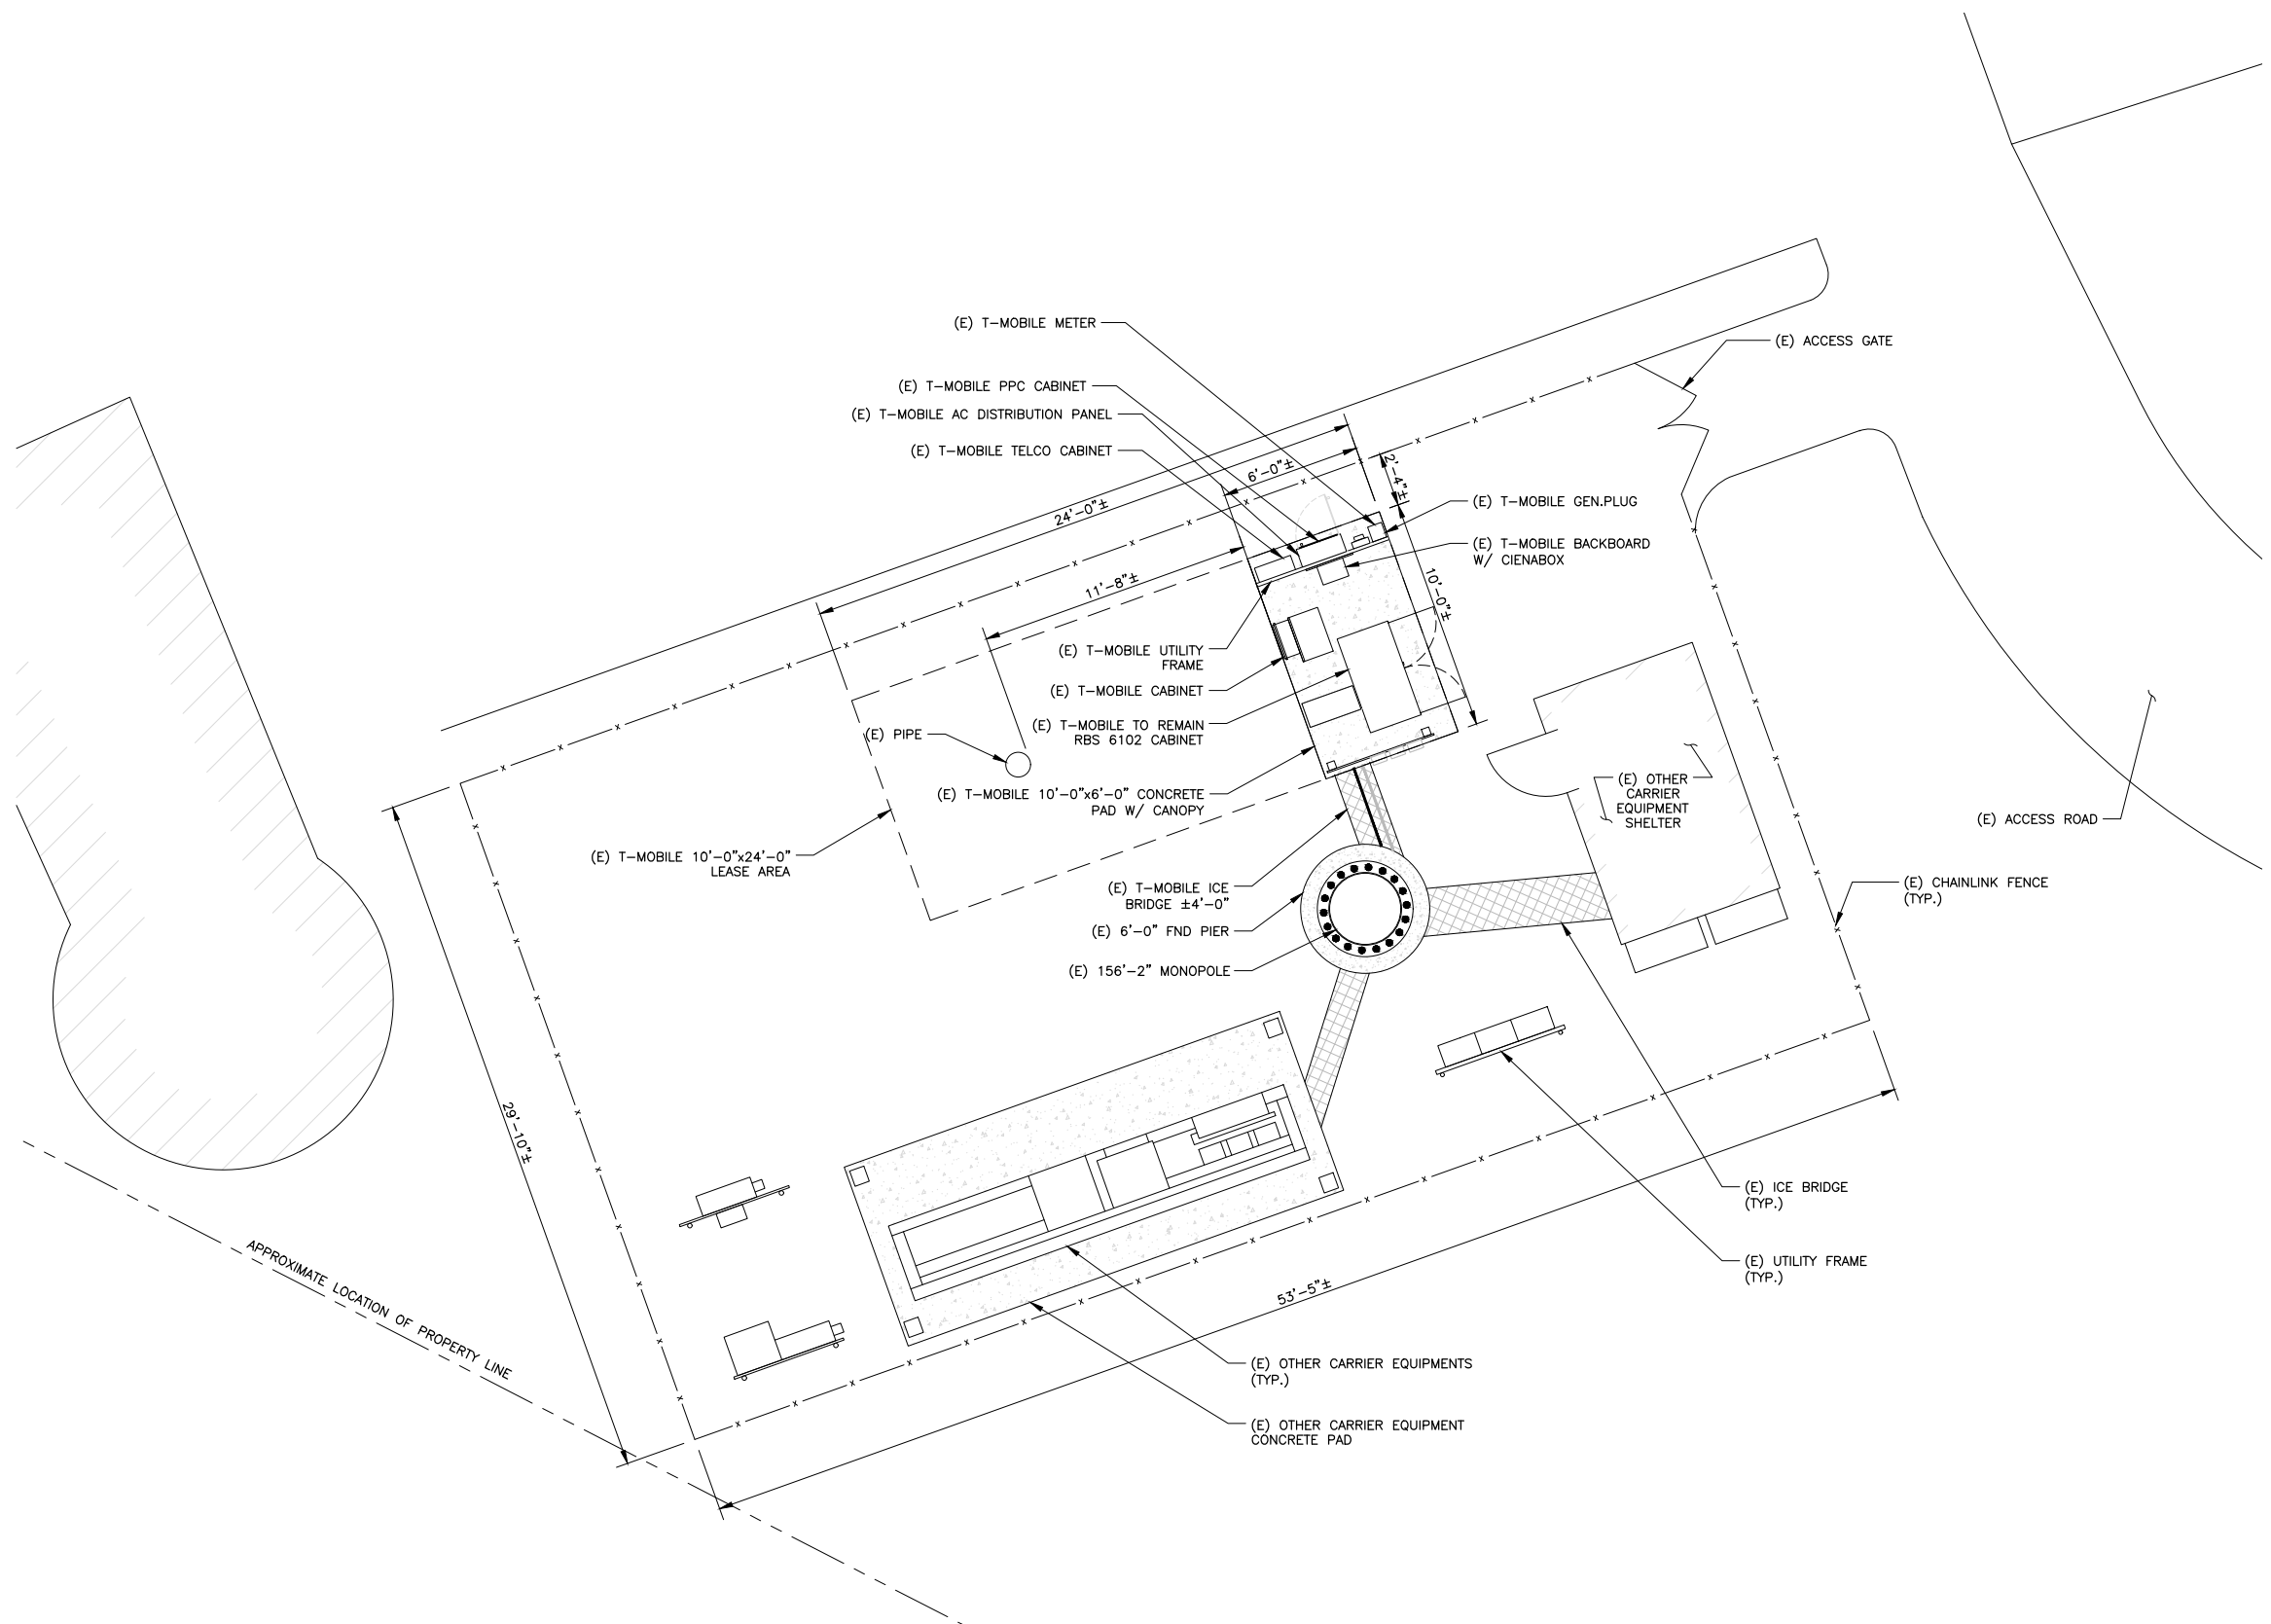 (E) T-MOBILE METER
(E) ACCESS GATE
(E) T-MOBILE PPC CABINET
(E) T-MOBILE AC DISTRIBUTION PANEL
(E) T-MOBILE TELCO CABINET
6'-0"±
2'-4"±
24'-0"±
(E) T-MOBILE GEN.PLUG
(E) T-MOBILE BACKBOARD
W/ CIENABOX
11'-8"±
10'-0"±
(E) T-MOBILE UTILITY
FRAME
(E) T-MOBILE CABINET
(E) T-MOBILE TO REMAIN
RBS 6102 CABINET
(E) PIPE
(E) T-MOBILE 10'-0"x6'-0" CONCRETE
PAD W/ CANOPY
(E) OTHER
CARRIER
EQUIPMENT
SHELTER
(E) ACCESS ROAD
(E) T-MOBILE 10'-0"x24'-0"
LEASE AREA
(E) T-MOBILE ICE
BRIDGE ±4'-0"
(E) CHAINLINK FENCE
(TYP.)
(E) 6'-0" FND PIER
(E) 156'-2" MONOPOLE
29'-10"±
(E) ICE BRIDGE
(TYP.)
(E) UTILITY FRAME
(TYP.)
53'-5"±
APPROXIMATE LOCATION OF PROPERTY LINE
(E) OTHER CARRIER EQUIPMENTS
(TYP.)
(E) OTHER CARRIER EQUIPMENT
CONCRETE PAD